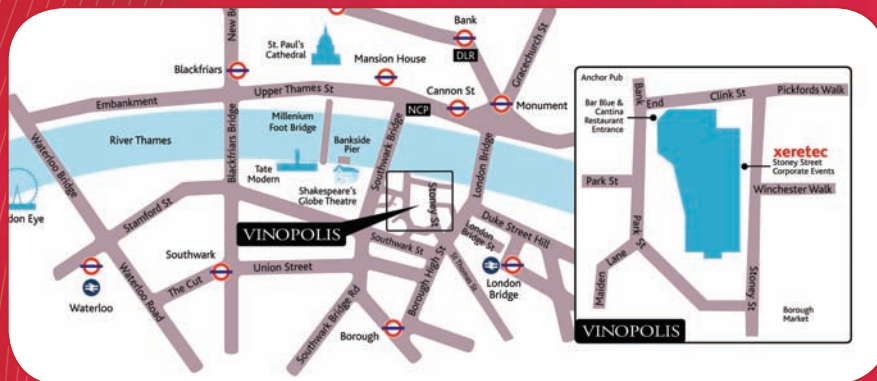 Bank
DLR
New Br
St. Paul's
Cathedral
Mansion House
Gracechurch St
Blackfriars
Cannon St
Monument
Upper Thames St
NCP
Embankment
Millenium
Foot Bridge
Bankside
Pier
River Thames
Waterloo Bridge
Blackfriars Bridge
Southwark Bridge
London Bridge
Tate
Modern
Shakespeare's
Globe Theatre
Stoney St
don Eye
Stamford St
VINOPOLIS
Duke Street Hill
London
Bridge St
Southwark
Southwark St
St Thomas St
Union Street
The Cut
Waterloo
Waterloo Road
London
Bridge
Borough High St
Southwark Bridge Rd
Borough
Anchor Pub
Bank
End
Clink St
Pickfords Walk
Bar Blue &
Cantina
Restaurant
Entrance
xeretec
Stoney Street
Corporate Events
Park St
Winchester Walk
Park St
Maiden Lane
Stoney St
Borough
Market
VINOPOLIS